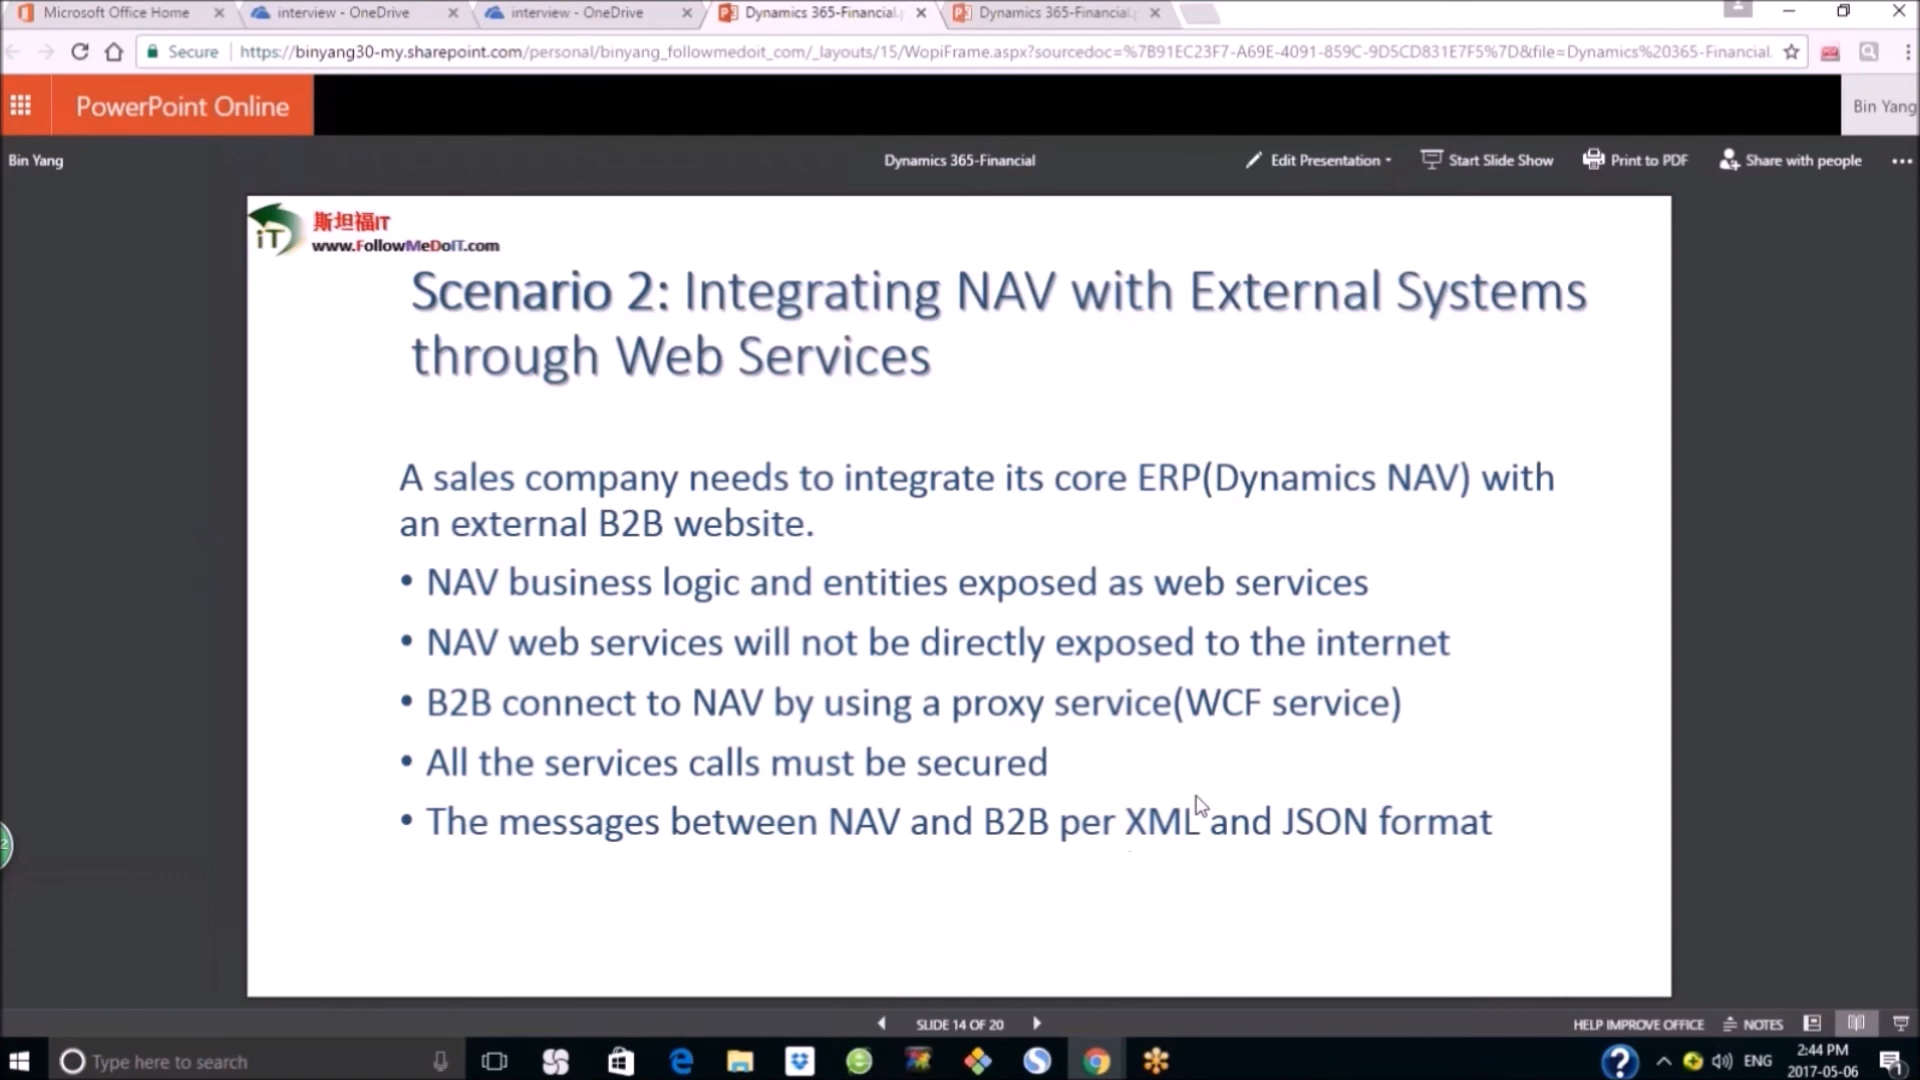 Microsoft Office Home
interview - OneDrive
interview - OneDrive
Dynamics 365-Financial.
Dynamics 365-Financial.
Secure
https://binyang30-my.sharepoint.com/personal/binyang_followmedoit_com/_layouts/15/WopiFrame.aspx?sourcedoc=%7B91EC23F7-A69E-4091-859C-9D5CD831E7F5%7D&file=Dynamics%20365-Financial.
PowerPoint Online
Bin Yang
Bin Yang
Dynamics 365-Financial
Edit Presentation
Start Slide Show
Print to PDF
Share with people
iT
斯坦福IT
www.FollowMeDoIT.com
Scenario 2: Integrating NAV with External Systems
through Web Services
A sales company needs to integrate its core ERP(Dynamics NAV) with
an external B2B website.
• NAV business logic and entities exposed as web services
• NAV web services will not be directly exposed to the internet
• B2B connect to NAV by using a proxy service(WCF service)
• All the services calls must be secured
• The messages between NAV and B2B per XML and JSON format
SLIDE 14 OF 20
HELP IMPROVE OFFICE
NOTES
Type here to search
ENG
2:44 PM
2017-05-06